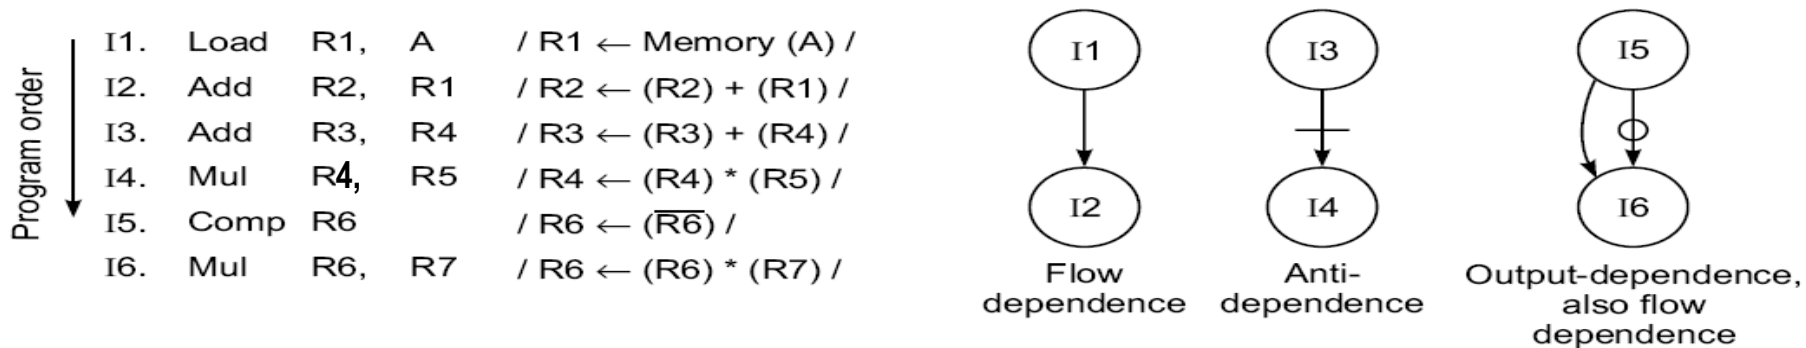 Program order
I1. Load R1, A / R1 ← Memory (A) /
I2. Add R2, R1 / R2 ← (R2) + (R1) /
I3. Add R3, R4 / R3 ← (R3) + (R4) /
I4. Mul R4, R5 / R4 ← (R4) * (R5) /
I5. Comp R6 / R6 ← (R̅6̅) /
I6. Mul R6, R7 / R6 ← (R6) * (R7) /
I1
I2
Flow
dependence
I3
I4
Anti-
dependence
I5
I6
Output-dependence,
also flow
dependence